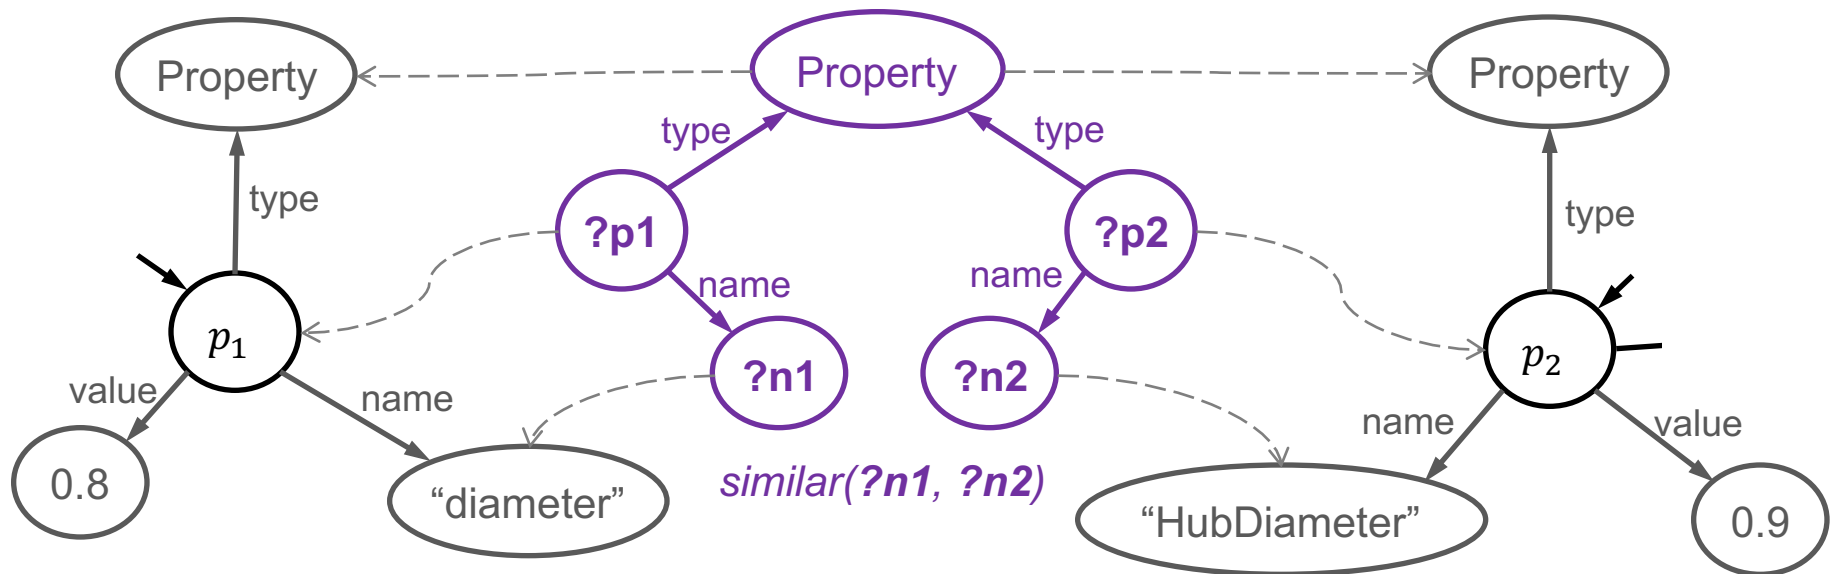 Property
Property
Property
type
type
type
type
?p1
?p2
name
name
p1
p2
value
name
?n1
?n2
name
value
0.8
"diameter"
similar(?n1, ?n2)
"HubDiameter"
0.9